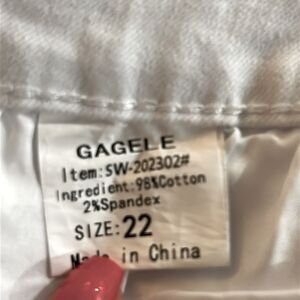 GAGELE
Item:SW-202302#
Ingredient:98%Cotton
2%Spandex
SIZE:22
Made in China